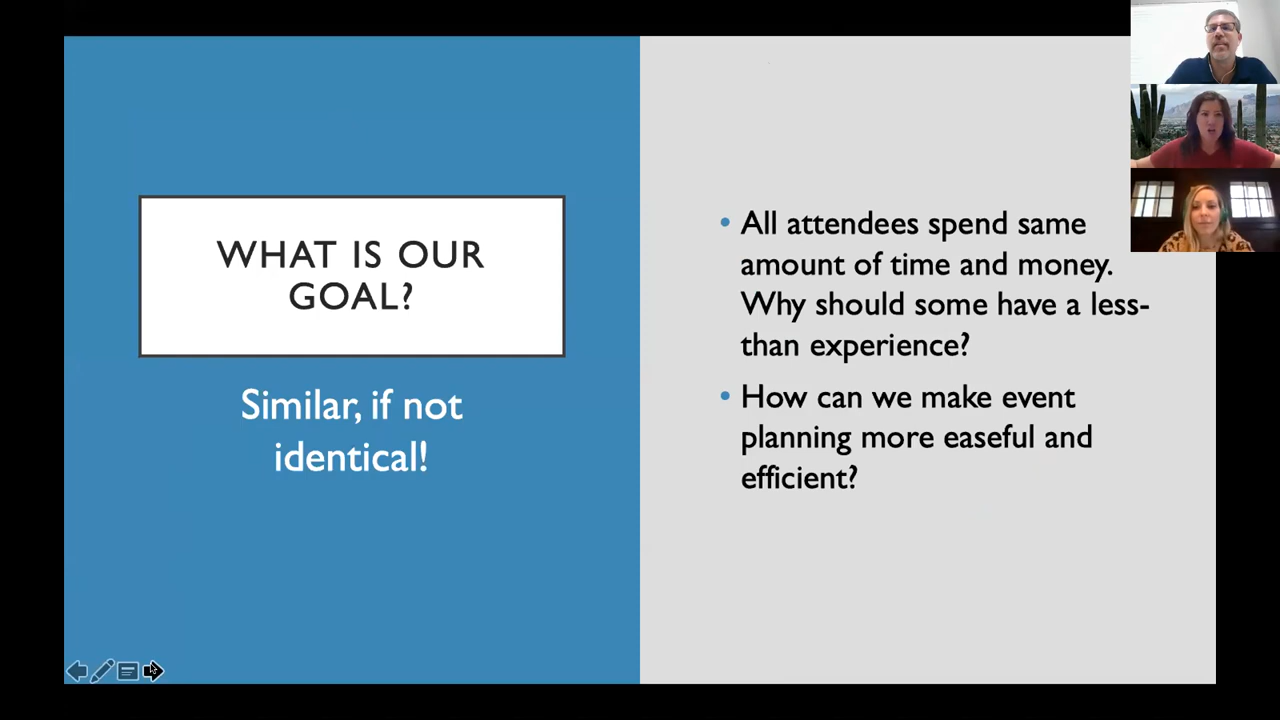 WHAT IS OUR
GOAL?
Similar, if not
identical!
• All attendees spend same
amount of time and money.
Why should some have a less-
than experience?
• How can we make event
planning more easeful and
efficient?